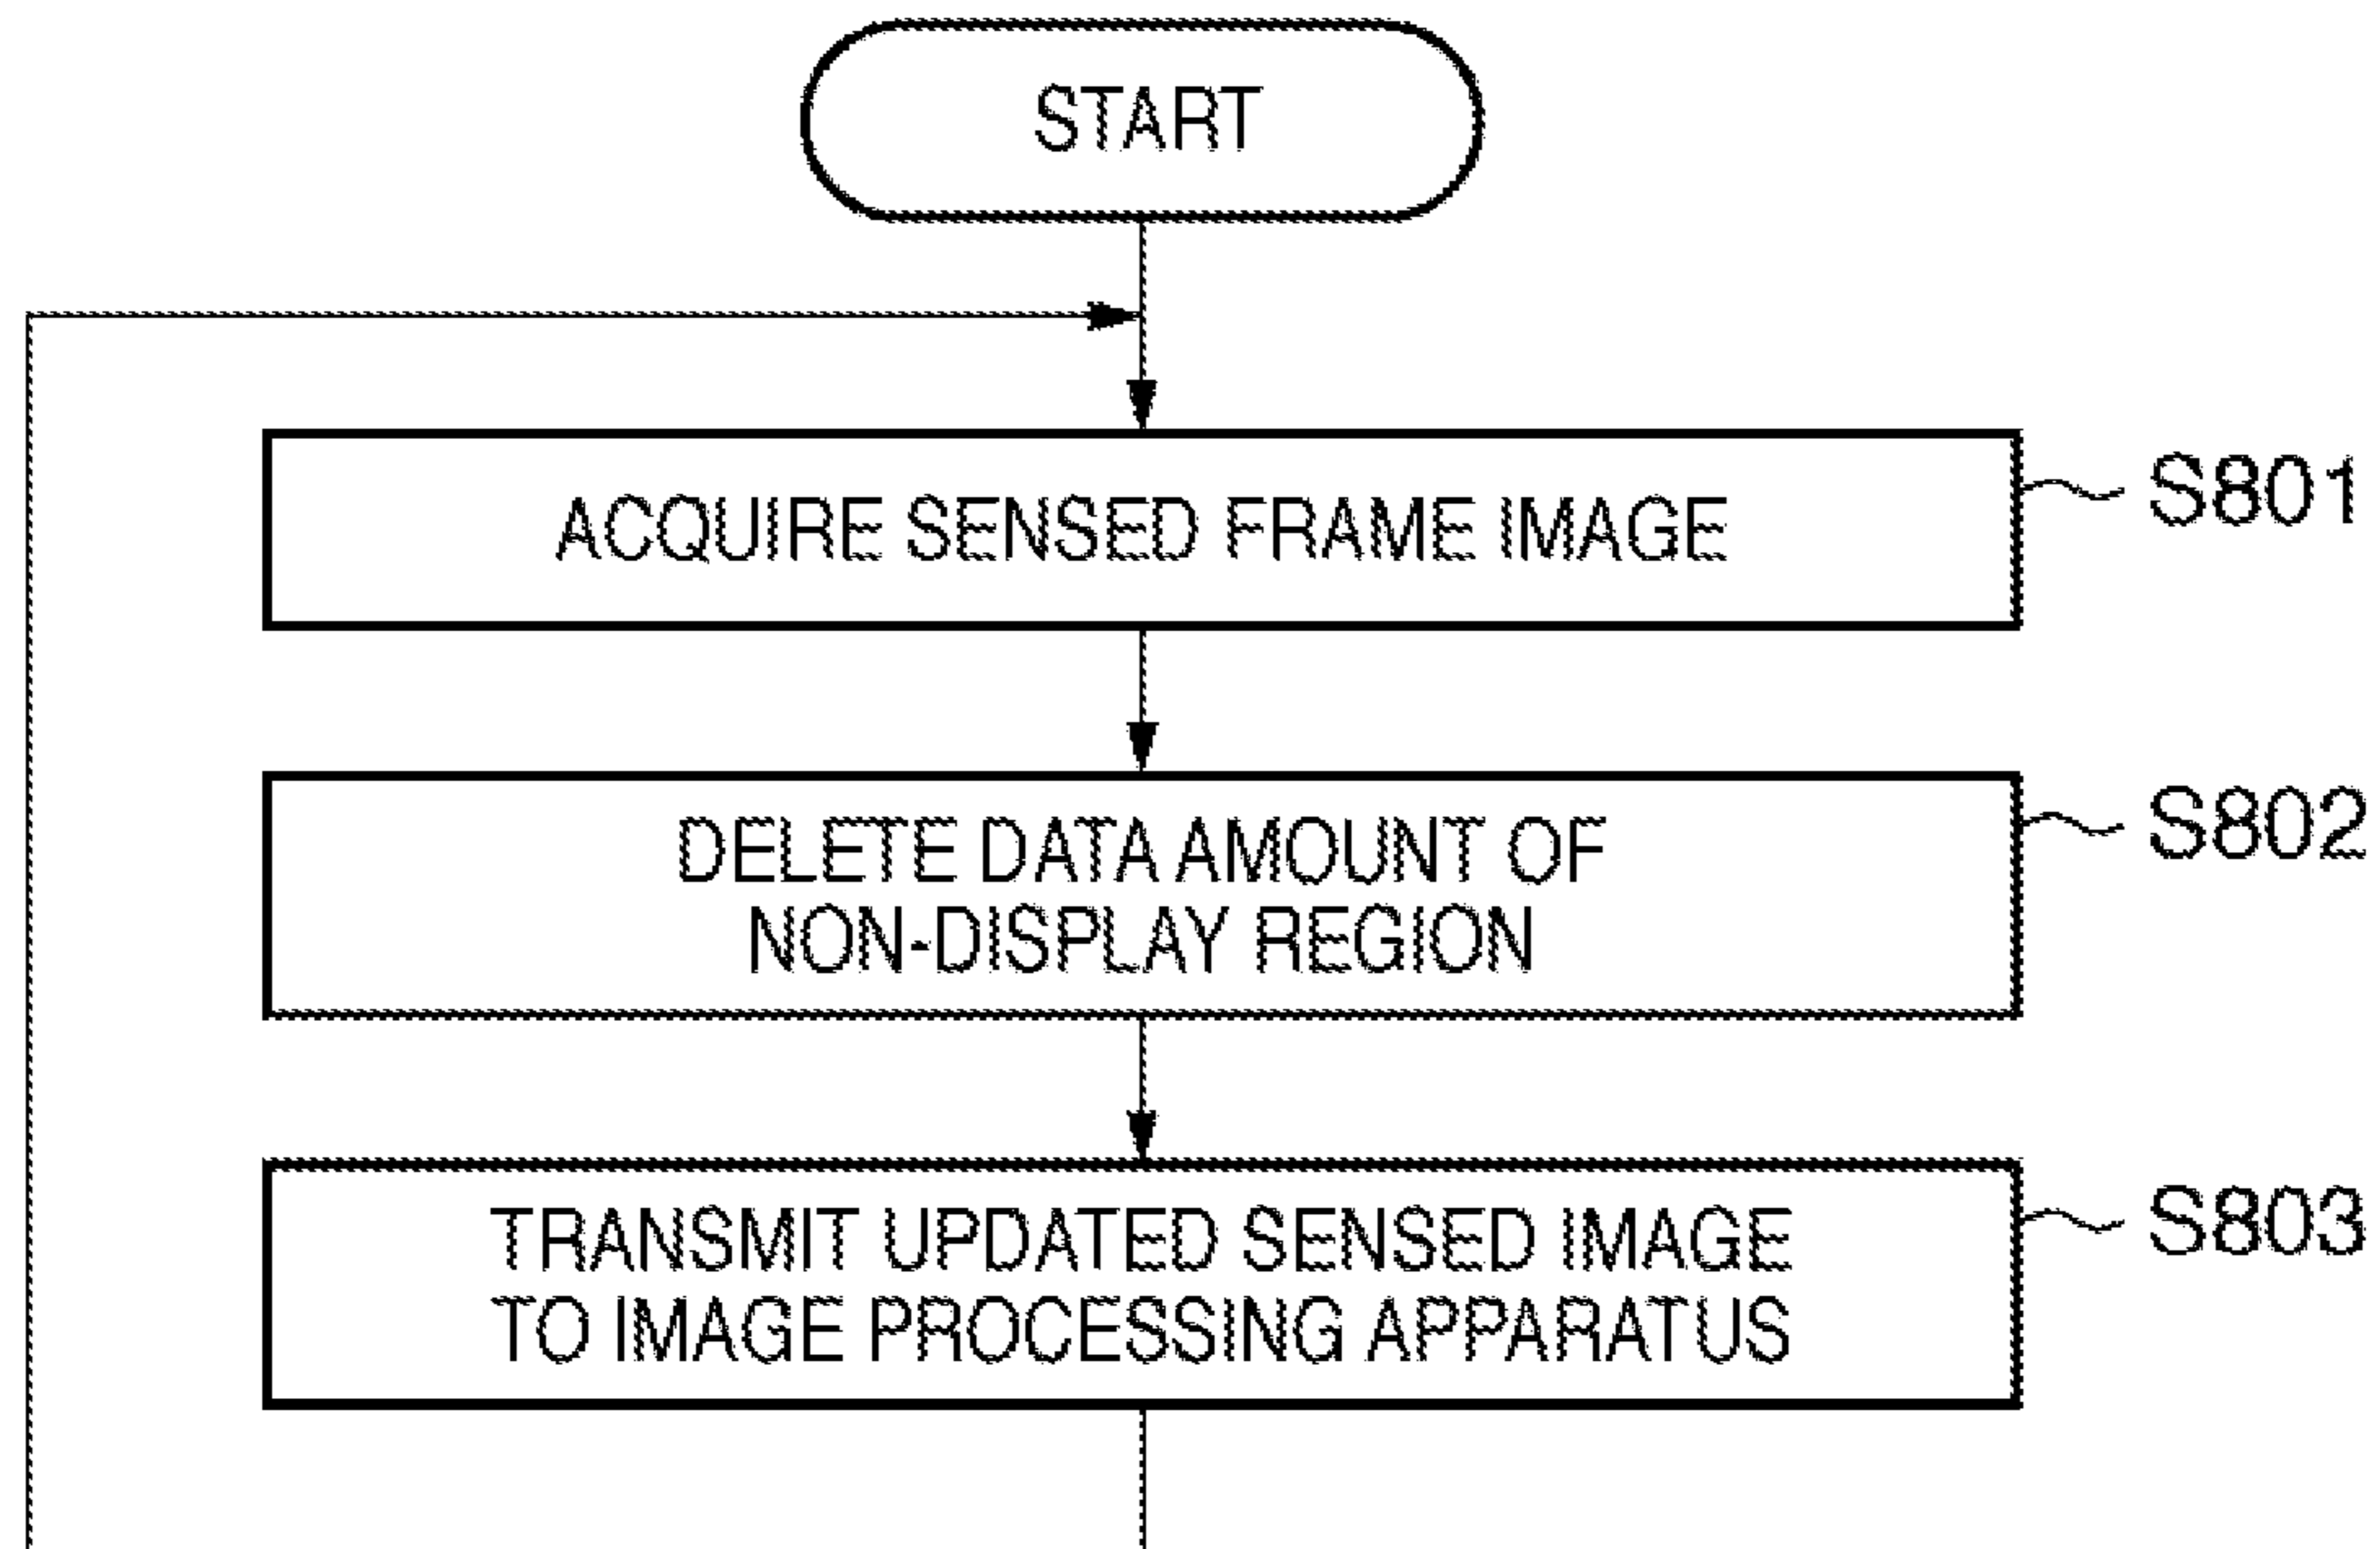 START
ACQUIRE SENSED FRAME IMAGE
S801
DELETE DATA AMOUNT OF
NON-DISPLAY REGION
S802
TRANSMIT UPDATED SENSED IMAGE
TO IMAGE PROCESSING APPARATUS
S803